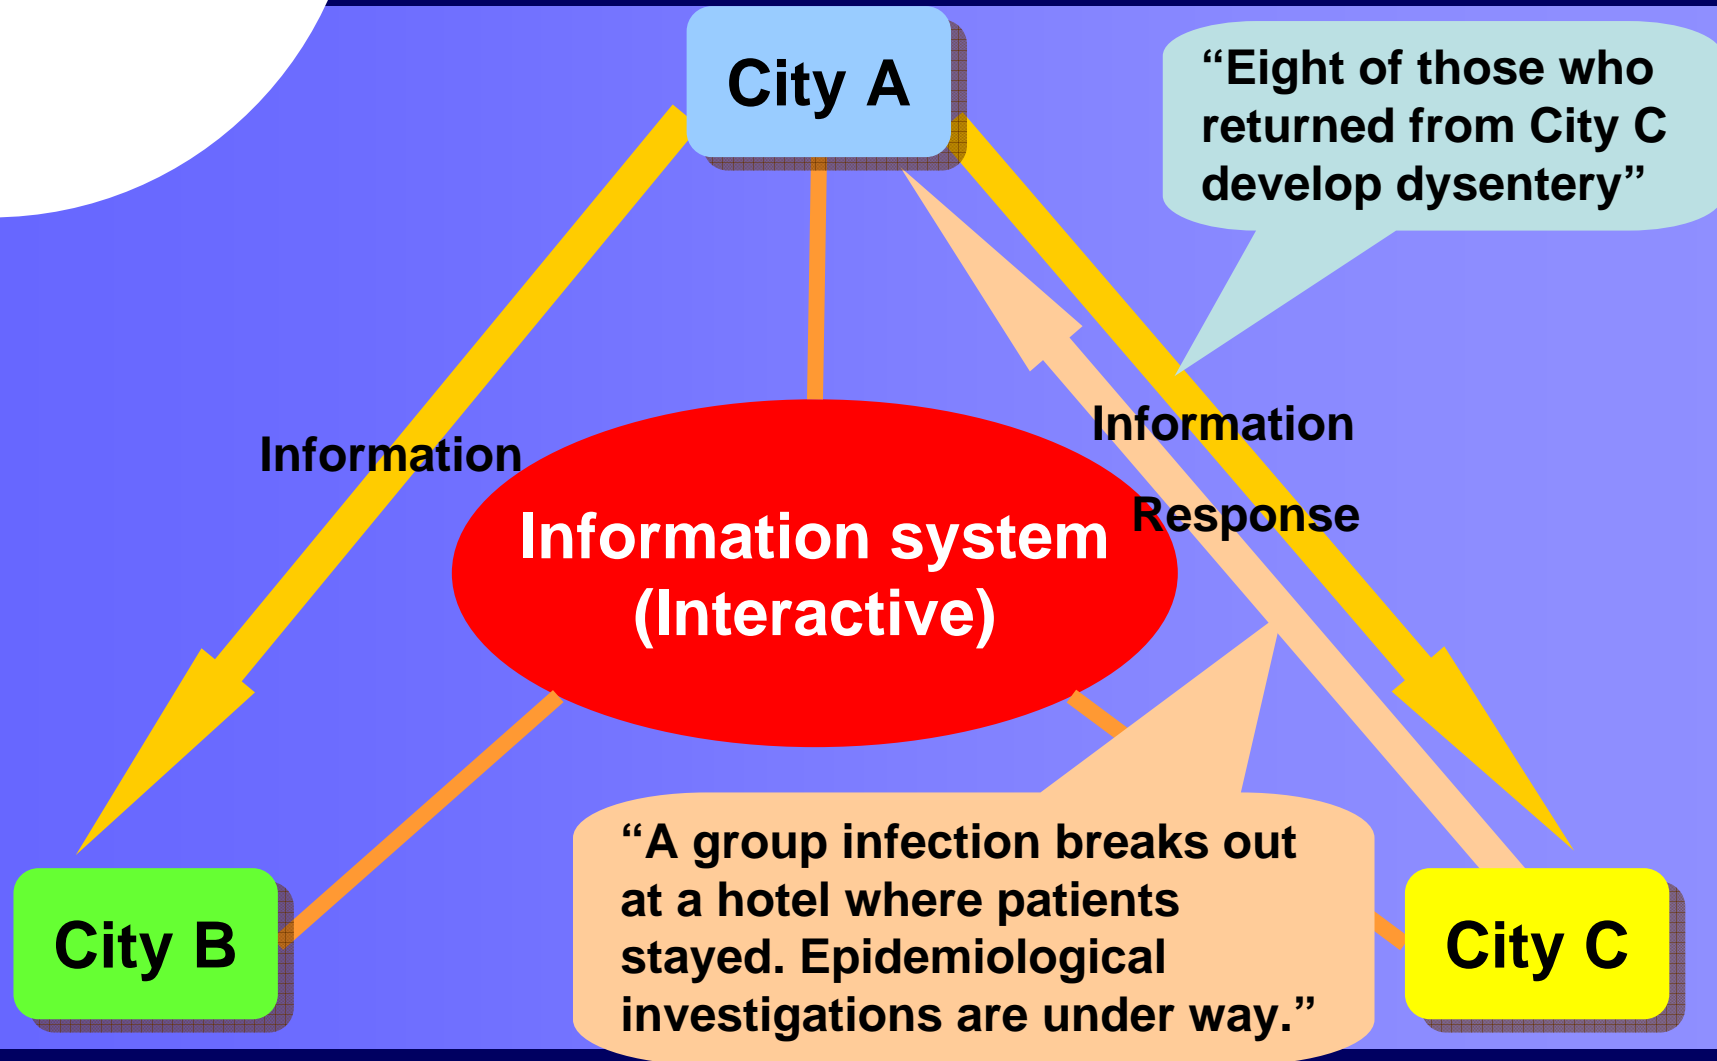 City A
“Eight of those who
returned from City C
develop dysentery”
Information
Information
Response
Information system
(Interactive)
“A group infection breaks out
at a hotel where patients
stayed. Epidemiological
investigations are under way.”
City B
City C